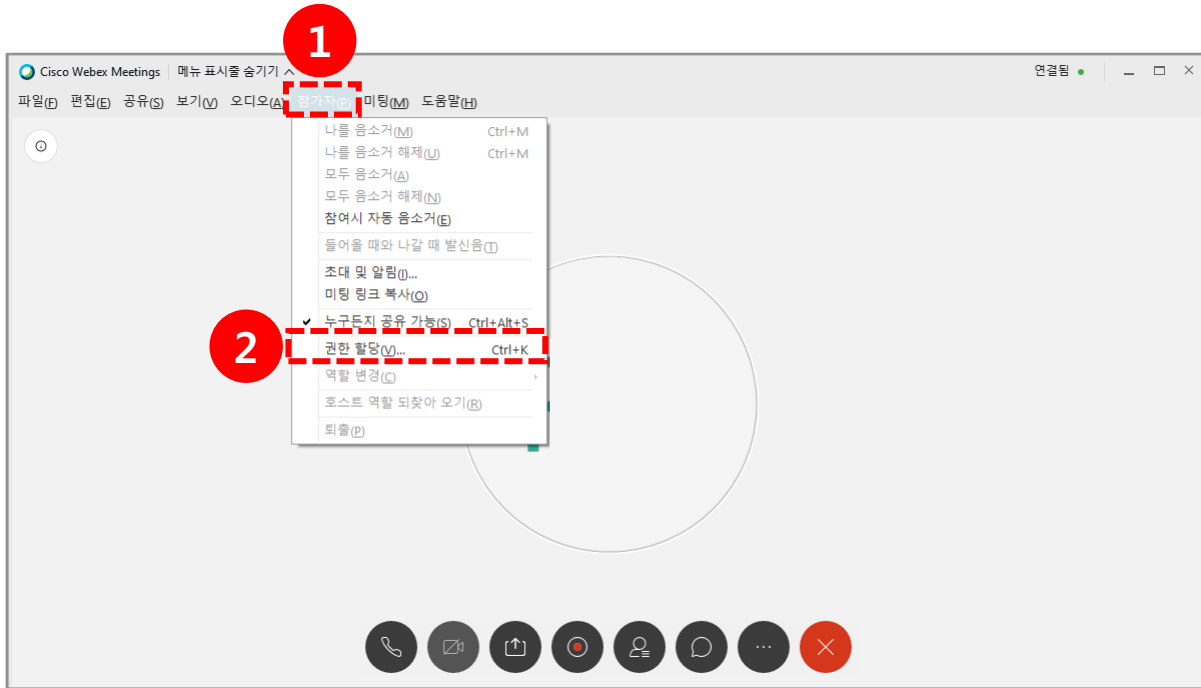 1
Cisco Webex Meetings 메뉴 표시줄 숨기기 연결됨
파일(F) 편집(E) 공유(S) 보기(V) 오디오(A) 참가자(P) 미팅(M) 도움말(H)
나를 음소거(M) Ctrl+M
나를 음소거 해제(U) Ctrl+M
모두 음소거(A)
모두 음소거 해제(N)
참여시 자동 음소거(E)
들어올 때와 나갈 때 발신음(T)
초대 및 알림(I)...
미팅 링크 복사(O)
누구든지 공유 가능(S) Ctrl+Alt+S
2
권한 할당(V)... Ctrl+K
역할 변경(C)
호스트 역할 되찾아 오기(R)
퇴출(P)